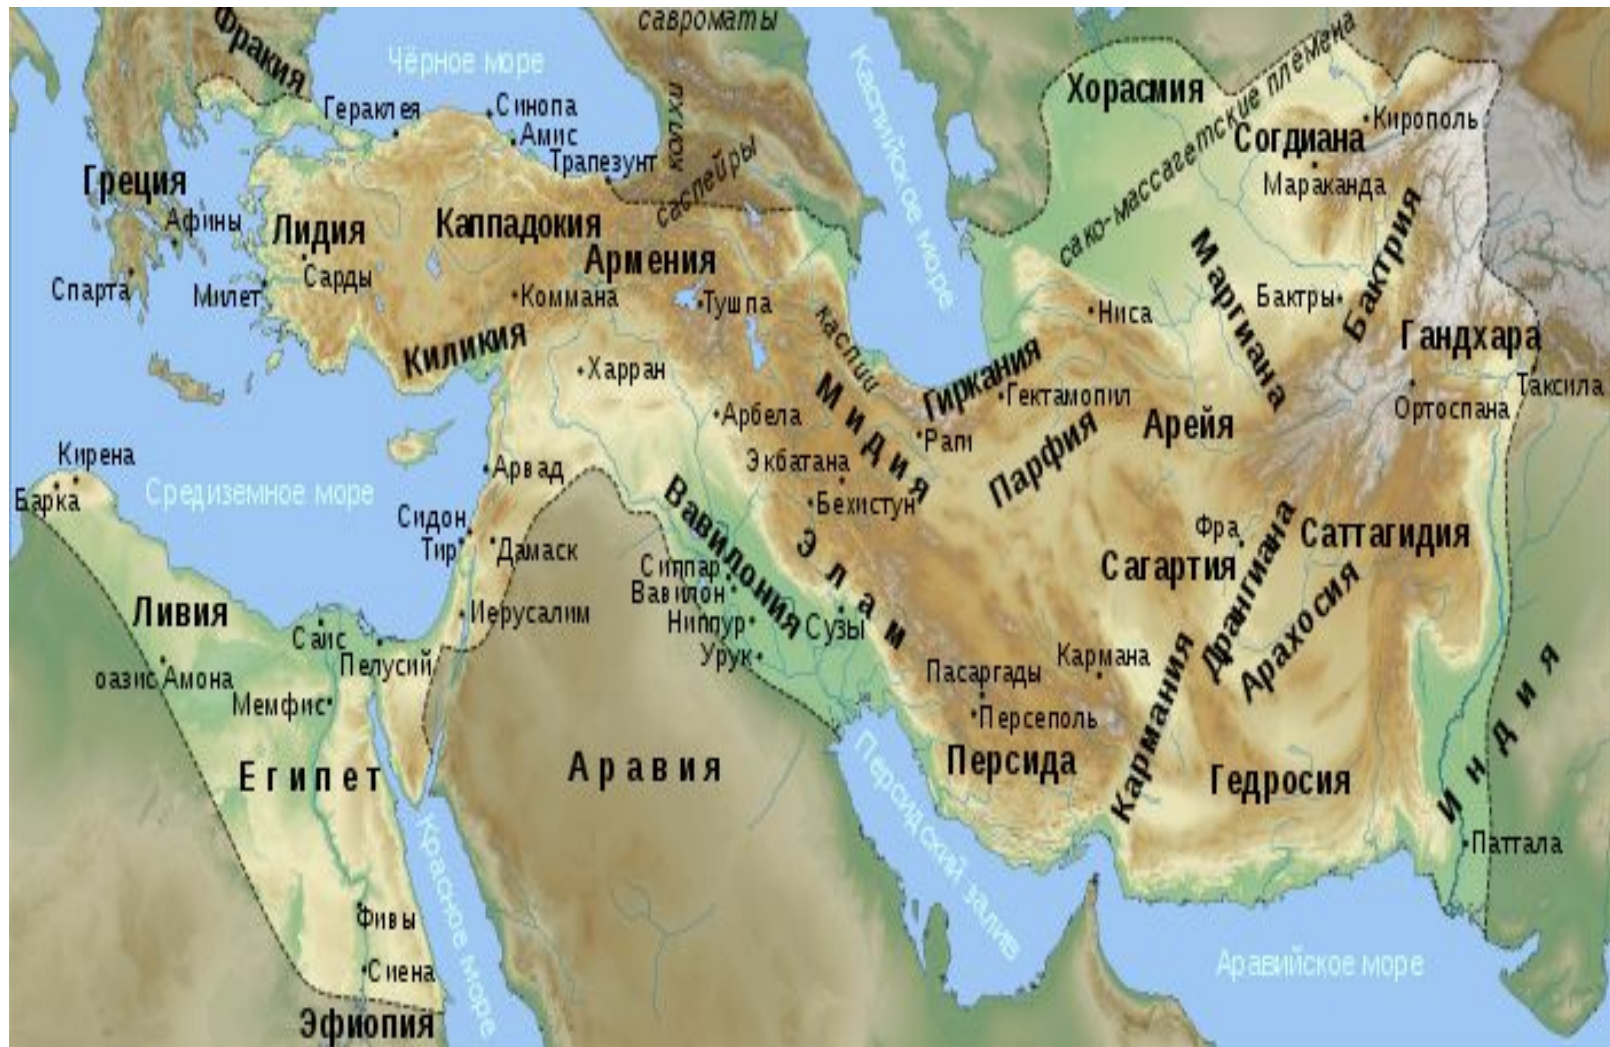 савроматы
Фракия
Чёрное море
Каспийское море
Хорасмия
сако-массагетские племена
Гераклея
Синопа
Амис
Трапезунт
колхи
саспейры
Согдиана
Кирополь
Мараканда
Греция
Афины
Лидия
Каппадокия
Армения
Сарды
Спарта
Милет
Коммана
Тушпа
каспии
Ниса
Маргиана
Бактры
Бактрия
Гандхара
Киликия
Харран
Арбела
Мидия
Гиркания
Гектамопил
Раги
Парфия
Арейя
Ортоспана
Таксила
Кирена
Барка
Средиземное море
Арвад
Экбатана
Бехистун
Сидон
Тир
Дамаск
Вавилония
Элам
Фра
Сагартия
Дрангиана
Саттагидия
Арахосия
Сиппар
Вавилон
Ниппур
Урук
Сузы
Ливия
Саис
Пелусий
Иерусалим
оазис Амона
Мемфис
Пасаргады
Кармана
Персеполь
Персида
Кармания
Гедросия
Индия
Паттала
Египет
Аравия
Персидский залив
Красное море
Фивы
Сиена
Эфиопия
Аравийское море